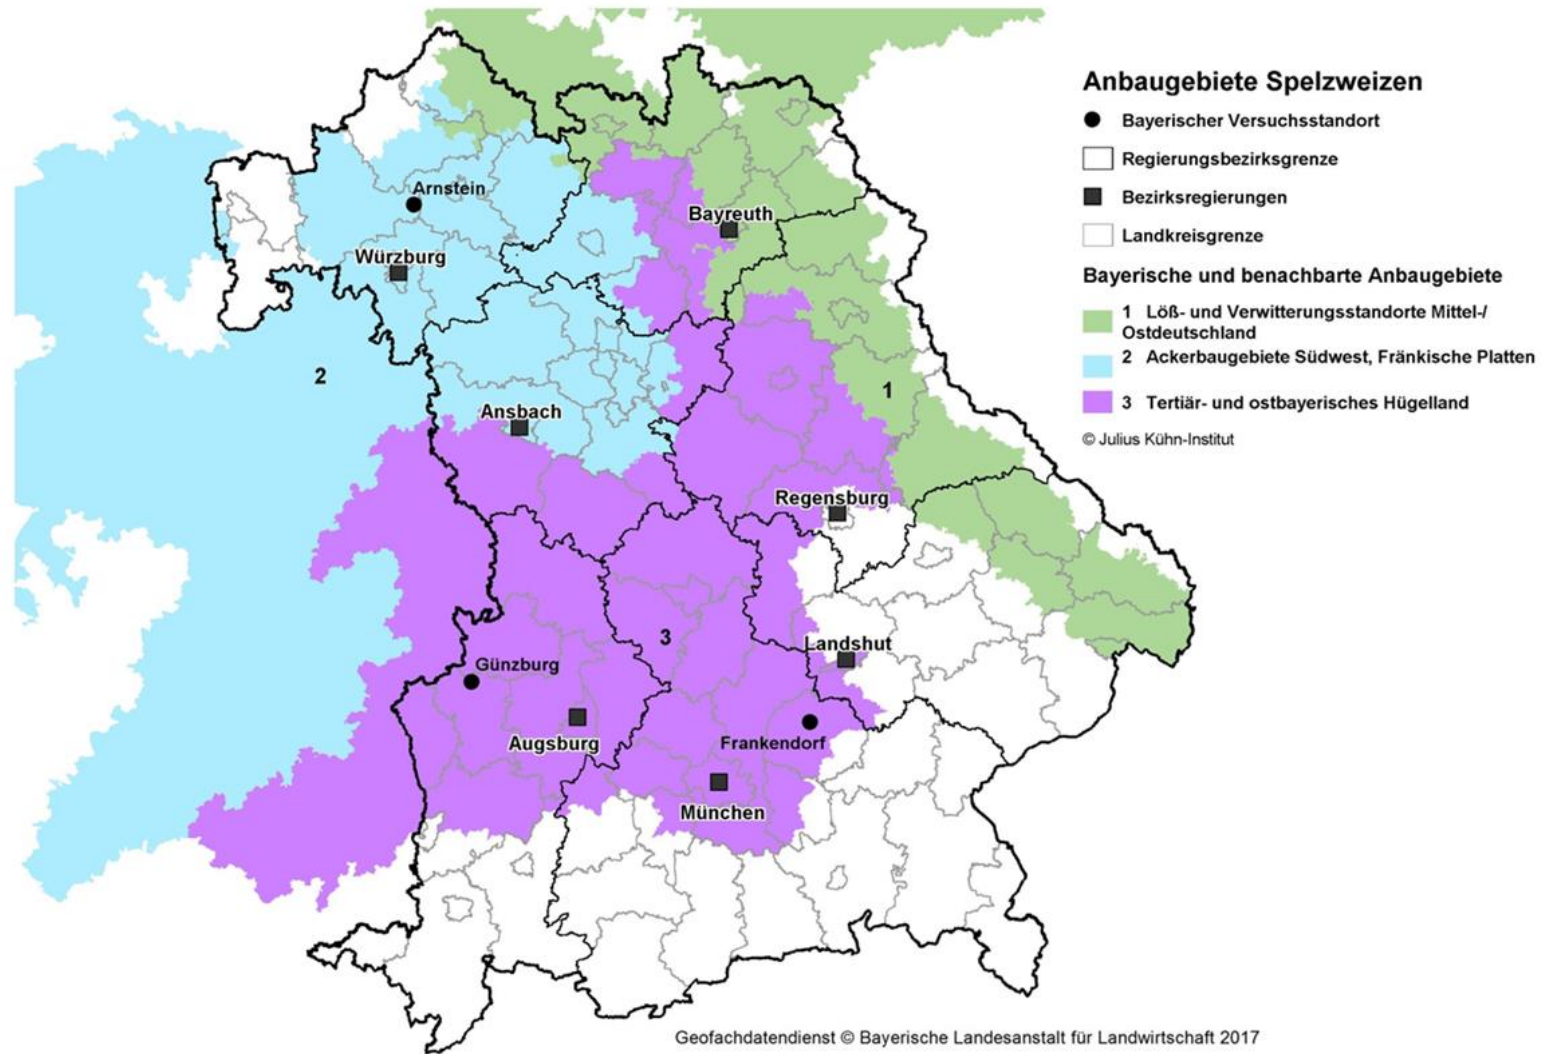 Anbaugebiete Spelzweizen
Bayerischer Versuchsstandort
Regierungsbezirksgrenze
Bezirksregierungen
Landkreisgrenze
Bayerische und benachbarte Anbaugebiete
1 Löß- und Verwitterungsstandorte Mittel-/
Ostdeutschland
2 Ackerbaugebiete Südwest, Fränkische Platten
3 Tertiär- und ostbayerisches Hügelland
© Julius Kühn-Institut
Arnstein
Bayreuth
Würzburg
2
1
Ansbach
Regensburg
3
Landshut
Günzburg
Augsburg
Frankendorf
München
Geofachdatendienst © Bayerische Landesanstalt für Landwirtschaft 2017